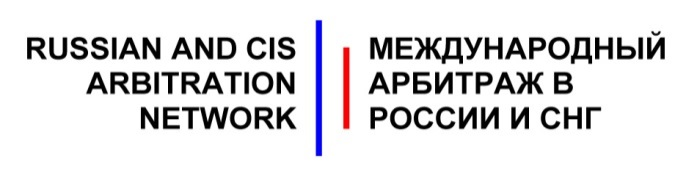 RUSSIAN AND CIS
ARBITRATION
NETWORK
МЕЖДУНАРОДНЫЙ
АРБИТРАЖ В
РОССИИ И СНГ